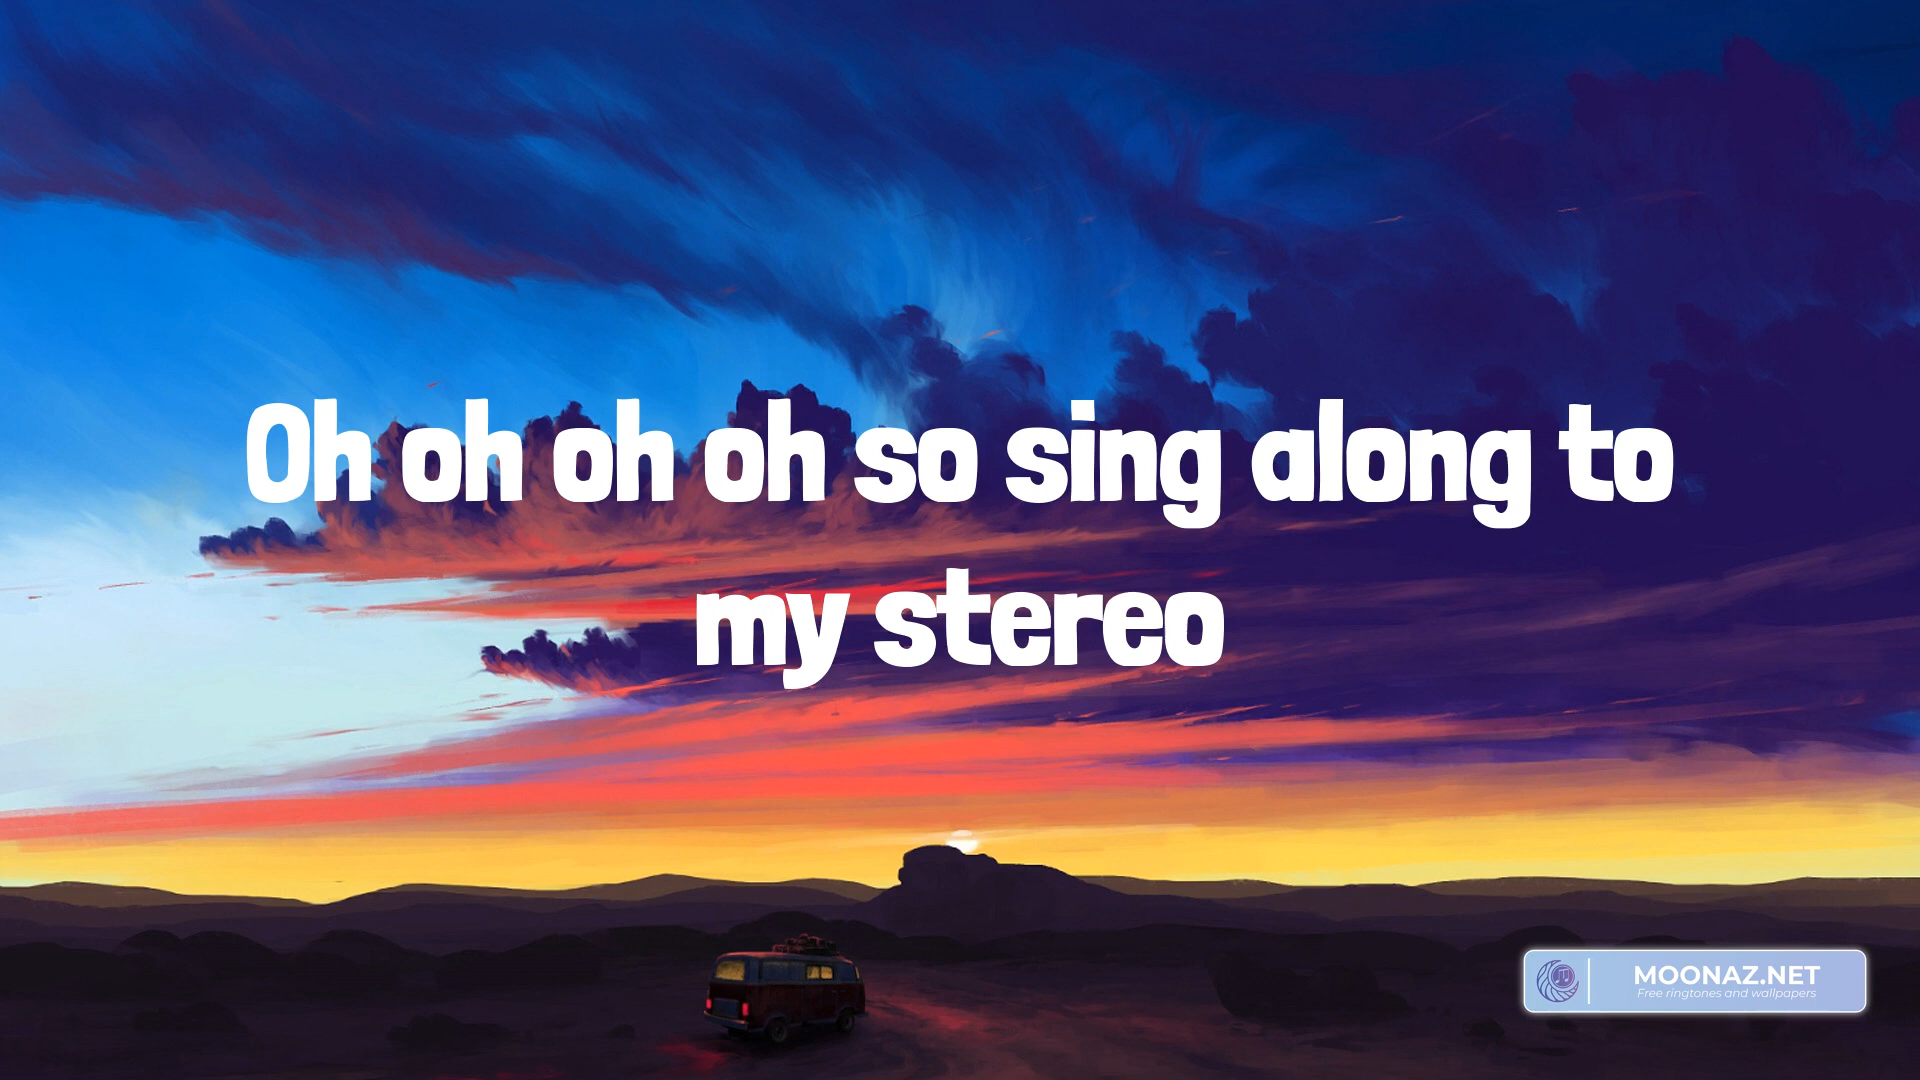 Oh oh oh oh so sing along to
my stereo
MOONAZ.NET
Free ringtones and wallpapers